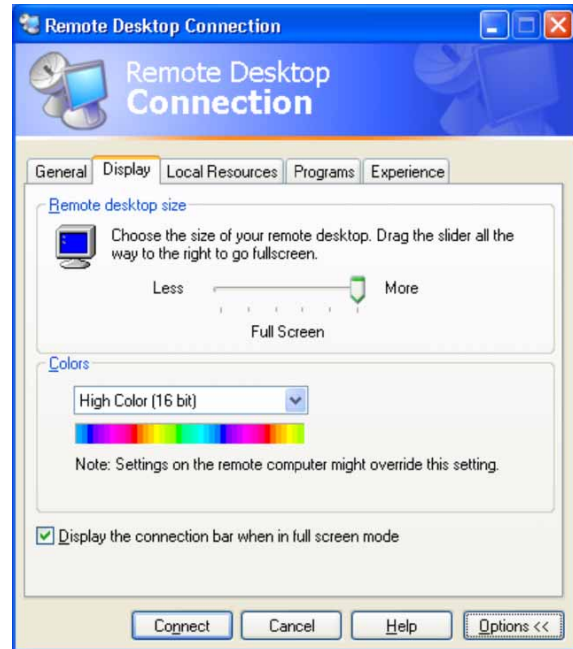 Remote Desktop Connection
Remote Desktop
Connection
General Display Local Resources Programs Experience
Remote desktop size
Choose the size of your remote desktop. Drag the slider all the
way to the right to go fullscreen.
Less More
Full Screen
Colors
High Color (16 bit)
Note: Settings on the remote computer might override this setting.
Display the connection bar when in full screen mode
Connect Cancel Help Options <<